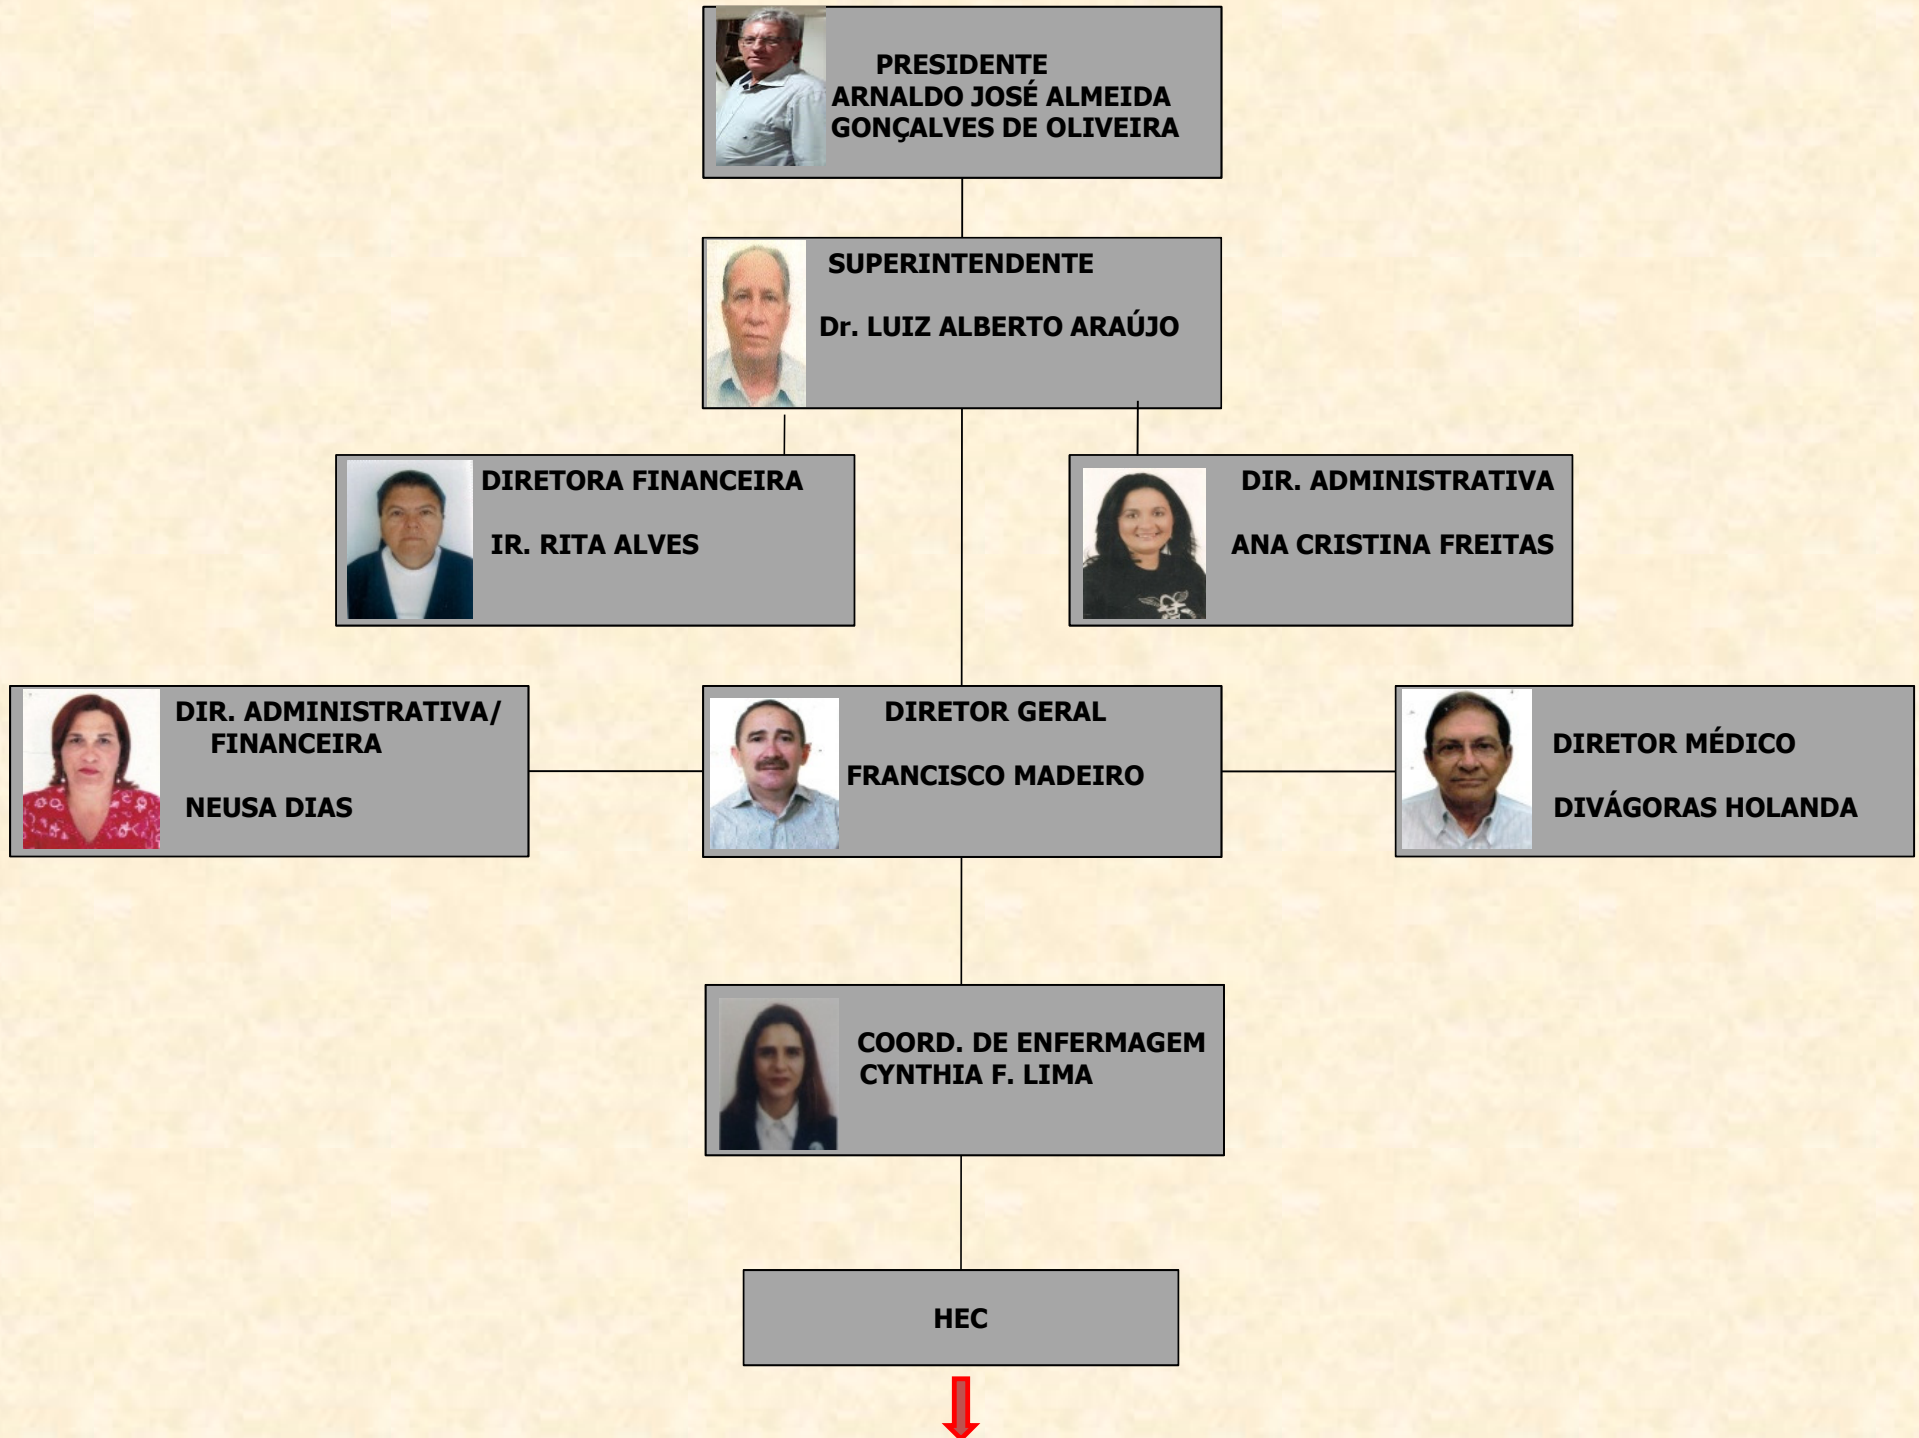 PRESIDENTE
ARNALDO JOSÉ ALMEIDA
GONÇALVES DE OLIVEIRA
SUPERINTENDENTE
Dr. LUIZ ALBERTO ARAÚJO
DIRETORA FINANCEIRA
IR. RITA ALVES
DIR. ADMINISTRATIVA
ANA CRISTINA FREITAS
DIR. ADMINISTRATIVA/
FINANCEIRA
NEUSA DIAS
DIRETOR GERAL
FRANCISCO MADEIRO
DIRETOR MÉDICO
DIVÁGORAS HOLANDA
COORD. DE ENFERMAGEM
CYNTHIA F. LIMA
HEC